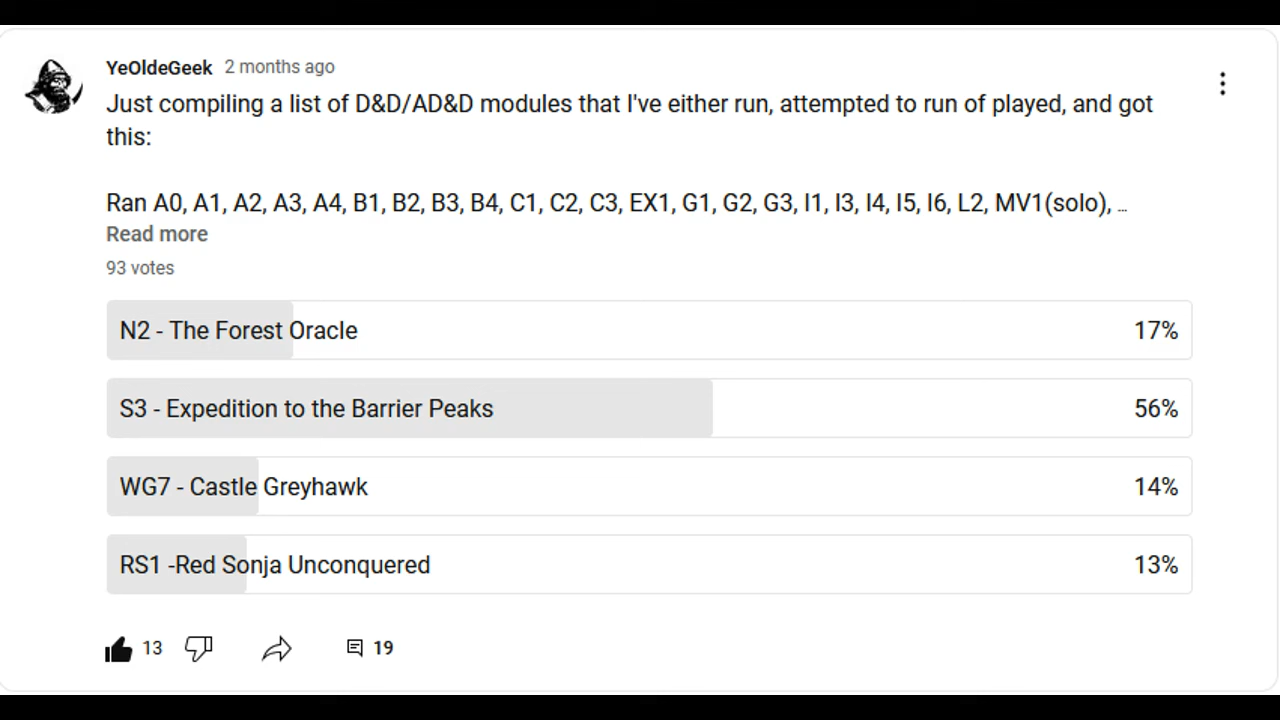 YeOldeGeek 2 months ago
Just compiling a list of D&D/AD&D modules that I've either run, attempted to run of played, and got
this:
Ran A0, A1, A2, A3, A4, B1, B2, B3, B4, C1, C2, C3, EX1, G1, G2, G3, I1, I3, I4, I5, I6, L2, MV1(solo), ...
Read more
93 votes
N2 - The Forest Oracle 17%
S3 - Expedition to the Barrier Peaks 56%
WG7 - Castle Greyhawk 14%
RS1 -Red Sonja Unconquered 13%
13 19